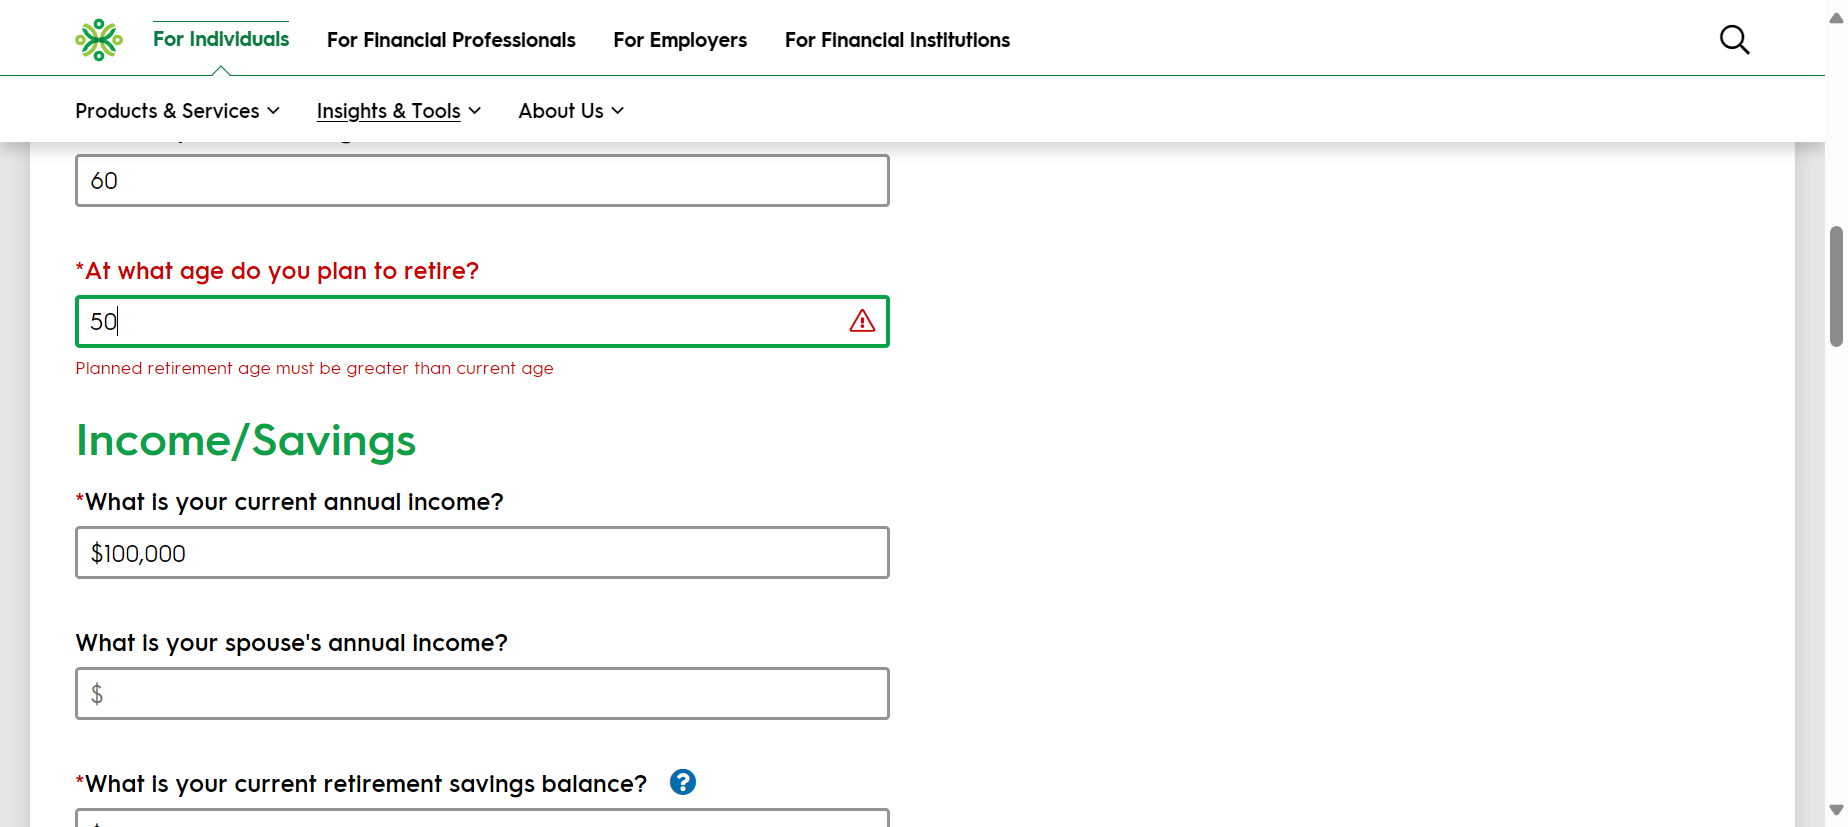 For Individuals
For Financial Professionals
For Employers
For Financial Institutions
Products & Services
Insights & Tools
About Us
60
*At what age do you plan to retire?
50
Planned retirement age must be greater than current age
Income/Savings
*What is your current annual income?
$100,000
What is your spouse's annual income?
$
*What is your current retirement savings balance?
?